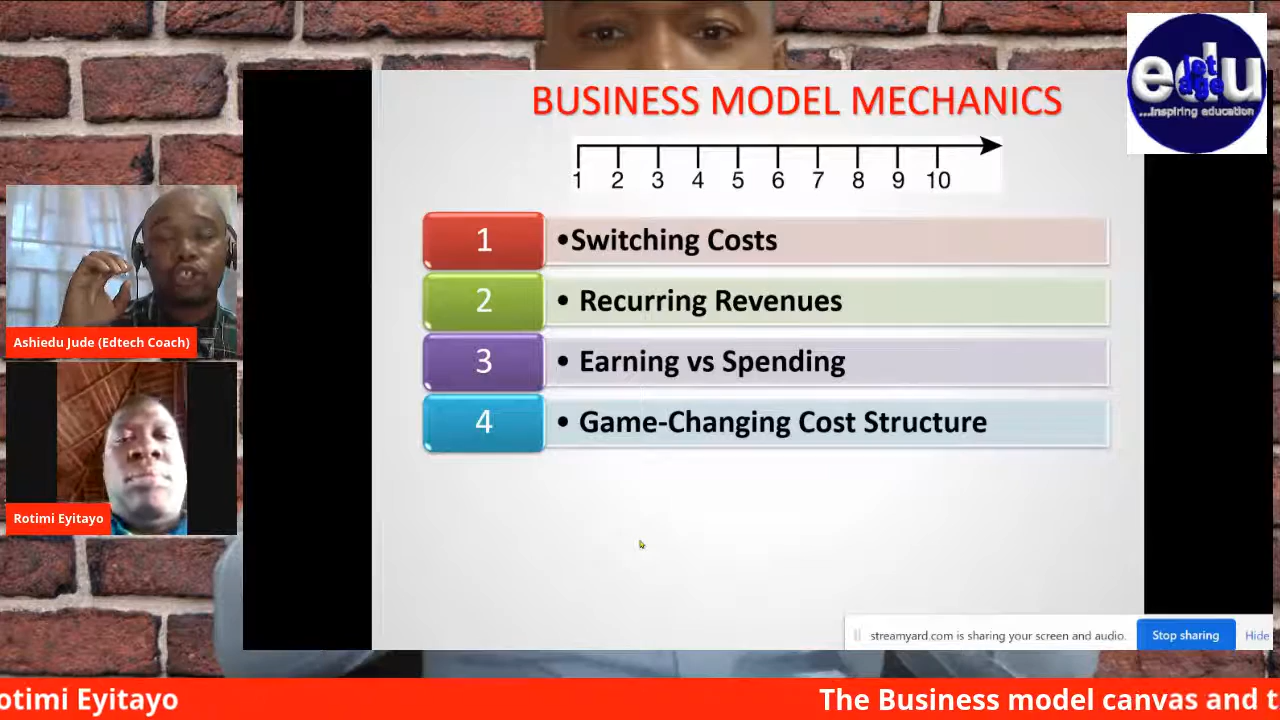 BUSINESS MODEL MECHANICS
1 2 3 4 5 6 7 8 9 10
1 •Switching Costs
2 • Recurring Revenues
3 • Earning vs Spending
4 • Game-Changing Cost Structure
edu
let
age
...inspiring education
Ashiedu Jude (Edtech Coach)
Rotimi Eyitayo
streamyard.com is sharing your screen and audio. Stop sharing Hide
otimi Eyitayo The Business model canvas and t